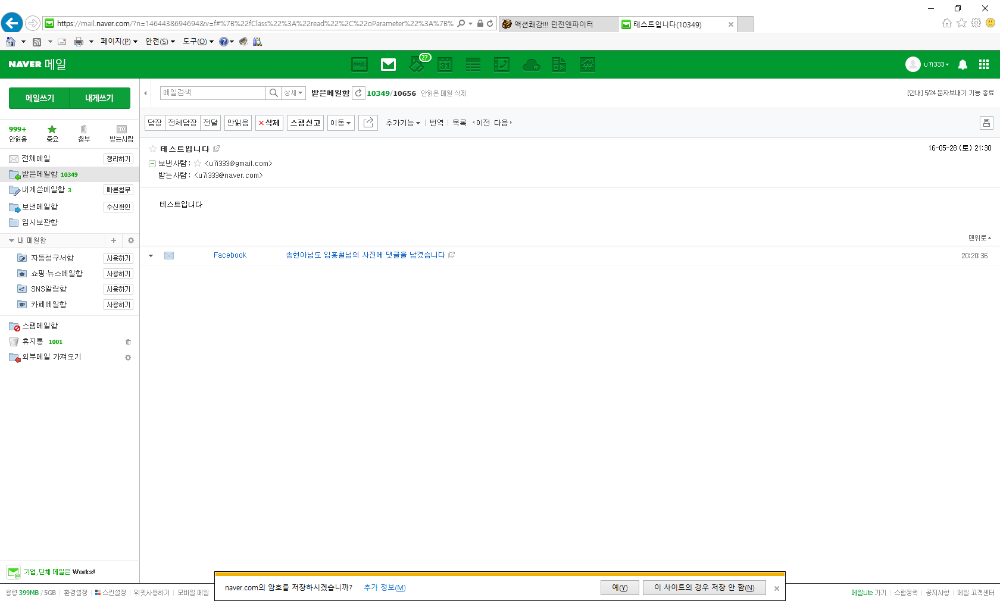 https://mail.naver.com/?n=1464438694694&v=f#%7B%22fClass%22%3A%22read%22%2C%22oParameter%22%3A%7B%
액션쾌감!!! 던전앤파이터
테스트입니다(10349)
페이지(P) 안전(S) 도구(O)
NAVER 메일
me 27 31 N
u7i333
메일쓰기 내게쓰기
메일검색 상세 받은메일함 10349/10656 안읽은 메일 삭제
[안내] 5/24 문자보내기 기능 종료
999+ 안읽음 중요 첨부 TO 받는사람
답장 전체답장 전달 안읽음 ×삭제 스팸신고 이동 추가기능 번역 목록 이전 다음
전체메일 정리하기
받은메일함 10349
내게쓴메일함 3 빠른첨부
보낸메일함 수신확인
임시보관함
내 메일함 +
자동청구서함 사용하기
쇼핑·뉴스메일함 사용하기
SNS알림함 사용하기
카페메일함 사용하기
스팸메일함
휴지통 1001
외부메일 가져오기
테스트입니다
16-05-28 (토) 21:30
보낸사람 : <u7i333@gmail.com>
받는사람 : <u7i333@naver.com>
테스트입니다
맨위로
Facebook 송현아님도 임홍철님의 사진에 댓글을 남겼습니다 20:20:36
기업,단체 메일은 Works!
naver.com의 암호를 저장하시겠습니까? 추가 정보(M) 예(Y) 이 사이트의 경우 저장 안 함(N)
용량 399MB / 5GB 환경설정 스킨설정 위젯사용하기 모바일 메일
메일Lite 가기 스팸정책 공지사항 메일 고객센터